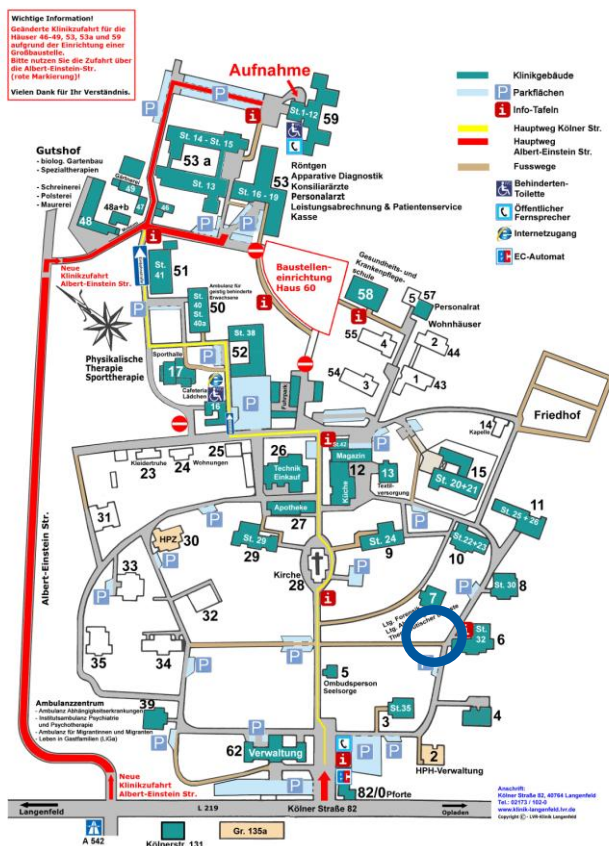 Wichtige Information!
Geänderte Klinikzufahrt für die
Häuser 46-49, 53, 53a und 59
aufgrund der Einrichtung einer
Großbaustelle.
Bitte nutzen Sie die Zufahrt über
die Albert-Einstein-Str.
(rote Markierung)!
Vielen Dank für Ihr Verständnis.
Aufnahme
Klinikgebäude
P Parkflächen
i Info-Tafeln
Hauptweg Kölner Str.
Hauptweg
Albert-Einstein Str.
Fusswege
Behinderten-
Toilette
Öffentlicher
Fernsprecher
Internetzugang
EC-Automat
St.1-12
59
St. 14 - St. 15
53 a
St. 13
St. 16 - 19
53
Röntgen
Apparative Diagnostik
Konsiliarärzte
Personalarzt
Leistungsabrechnung & Patientenservice
Kasse
Gutshof
- biolog. Gartenbau
- Spezialtherapien
- Schreinerei
- Polsterei
- Maurerei
Gärtnerei
49
48a+b
47
46
48
Neue
Klinikzufahrt
Albert-Einstein Str.
St.
41
51
Ambulanz für
geistig behinderte
Erwachsene
St.
40
St.
40a
50
Baustellen-
einrichtung
Haus 60
Gesundheits- und
Krankenpflege-
schule
58
5
57
Personalrat
Wohnhäuser
55
4
2
44
54
3
1
43
Physikalische
Therapie
Sporttherapie
Sporthalle
17
St. 38
52
Cafeteria
Lädchen
16
Fuhrpark
Friedhof
14
Kapelle
25
Wohnungen
Kleidertruhe
23
24
26
Technik
Einkauf
St.42
Magazin
12
Küche
13
Textil-
versorgung
15
St. 20+21
11
St. 25 + 26
Apotheke
27
31
HPZ
30
St. 29
29
Kirche
28
St. 24
9
St.22+23
10
St. 30
8
33
32
7
Ltg. Forensik
St.
32
6
35
34
5
Ombudsperson
Seelsorge
Albert-Einstein Str.
Ambulanzzentrum
- Ambulanz Abhängigkeitserkrankungen
- Institutsambulanz Psychiatrie
und Psychotherapie
- Ambulanz für Migrantinnen und Migranten
- Leben in Gastfamilien (LiGa)
39
St.35
3
4
62
Verwaltung
2
HPH-Verwaltung
Neue
Klinikzufahrt
Albert-Einstein Str.
82/0 Pforte
Anschrift:
Kölner Straße 82, 40764 Langenfeld
Tel.: 02173 / 102-0
www.klinik-langenfeld.lvr.de
Copyright © - LVR-Klinik Langenfeld
Langenfeld
L 219
Kölner Straße 82
Opladen
A 542
Kölnerstr. 131
Gr. 135a